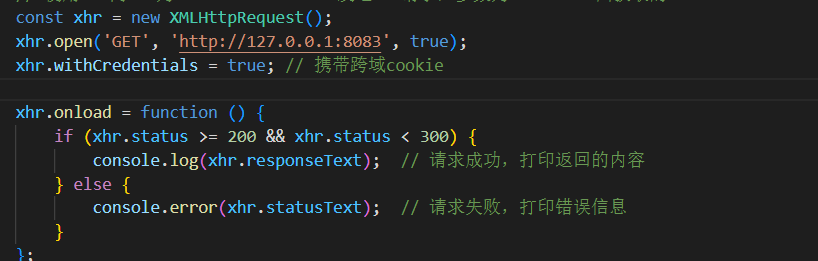 const xhr = new XMLHttpRequest();
xhr.open('GET', 'http://127.0.0.1:8083', true);
xhr.withCredentials = true; // 携带跨域cookie
xhr.onload = function () {
if (xhr.status >= 200 && xhr.status < 300) {
console.log(xhr.responseText); // 请求成功，打印返回的内容
} else {
console.error(xhr.statusText); // 请求失败，打印错误信息
}
};